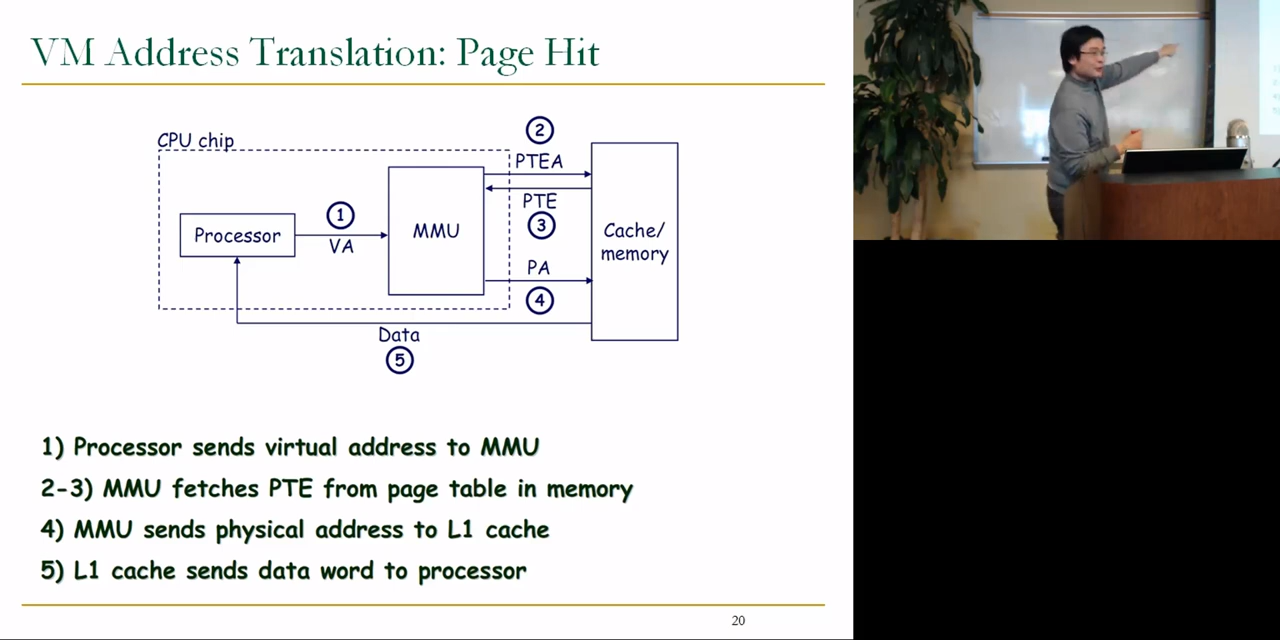 VM Address Translation: Page Hit
CPU chip
2
PTEA
PTE
3
1
VA
Processor
MMU
Cache/
memory
PA
4
Data
5
1) Processor sends virtual address to MMU
2-3) MMU fetches PTE from page table in memory
4) MMU sends physical address to L1 cache
5) L1 cache sends data word to processor
20